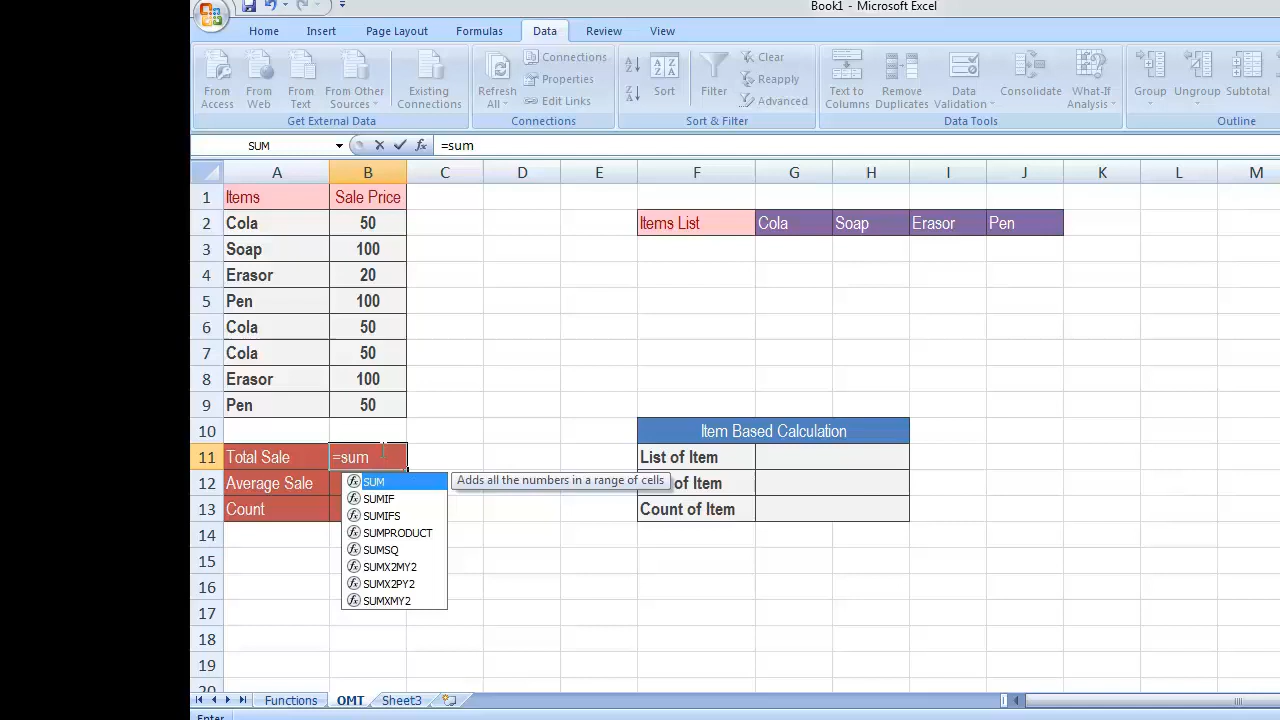 Book1 - Microsoft Excel
Home Insert Page Layout Formulas Data Review View
From Access
From Web
From Text
From Other Sources
Existing Connections
Get External Data
Refresh All
Connections
Properties
Edit Links
Connections
Sort
Filter
Clear
Reapply
Advanced
Sort & Filter
Text to Columns
Remove Duplicates
Data Validation
Consolidate
What-If Analysis
Data Tools
Group
Ungroup
Subtotal
Outline
SUM =sum
A B C D E F G H I J K L M
1 Items Sale Price
2 Cola 50 Items List Cola Soap Erasor Pen
3 Soap 100
4 Erasor 20
5 Pen 100
6 Cola 50
7 Cola 50
8 Erasor 100
9 Pen 50
10 Item Based Calculation
11 Total Sale =sum List of Item
12 Average Sale of Item
13 Count Count of Item
SUM Adds all the numbers in a range of cells
SUMIF
SUMIFS
SUMPRODUCT
SUMSQ
SUMX2MY2
SUMX2PY2
SUMXMY2
14
15
16
17
18
19
20
Functions OMT Sheet3
Enter